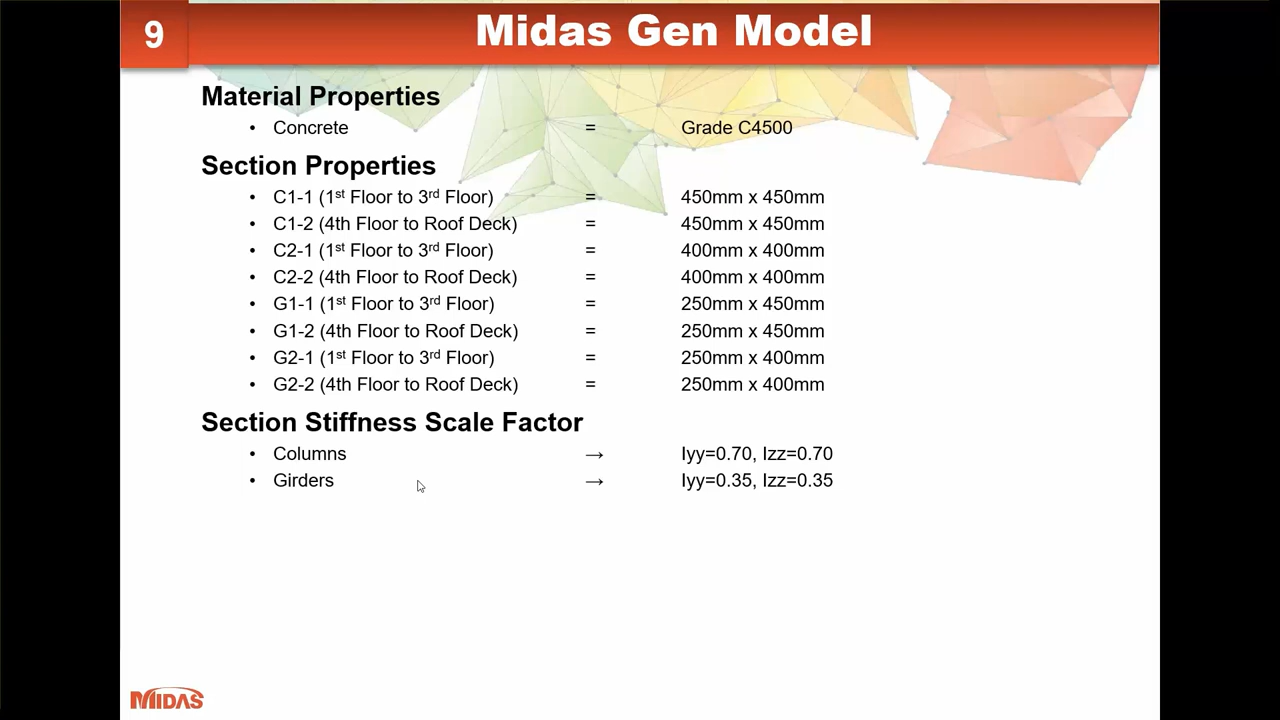 9
Midas Gen Model
Material Properties
• Concrete = Grade C4500
Section Properties
• C1-1 (1st Floor to 3rd Floor) = 450mm x 450mm
• C1-2 (4th Floor to Roof Deck) = 450mm x 450mm
• C2-1 (1st Floor to 3rd Floor) = 400mm x 400mm
• C2-2 (4th Floor to Roof Deck) = 400mm x 400mm
• G1-1 (1st Floor to 3rd Floor) = 250mm x 450mm
• G1-2 (4th Floor to Roof Deck) = 250mm x 450mm
• G2-1 (1st Floor to 3rd Floor) = 250mm x 400mm
• G2-2 (4th Floor to Roof Deck) = 250mm x 400mm
Section Stiffness Scale Factor
• Columns → Iyy=0.70, Izz=0.70
• Girders → Iyy=0.35, Izz=0.35
MIDAS